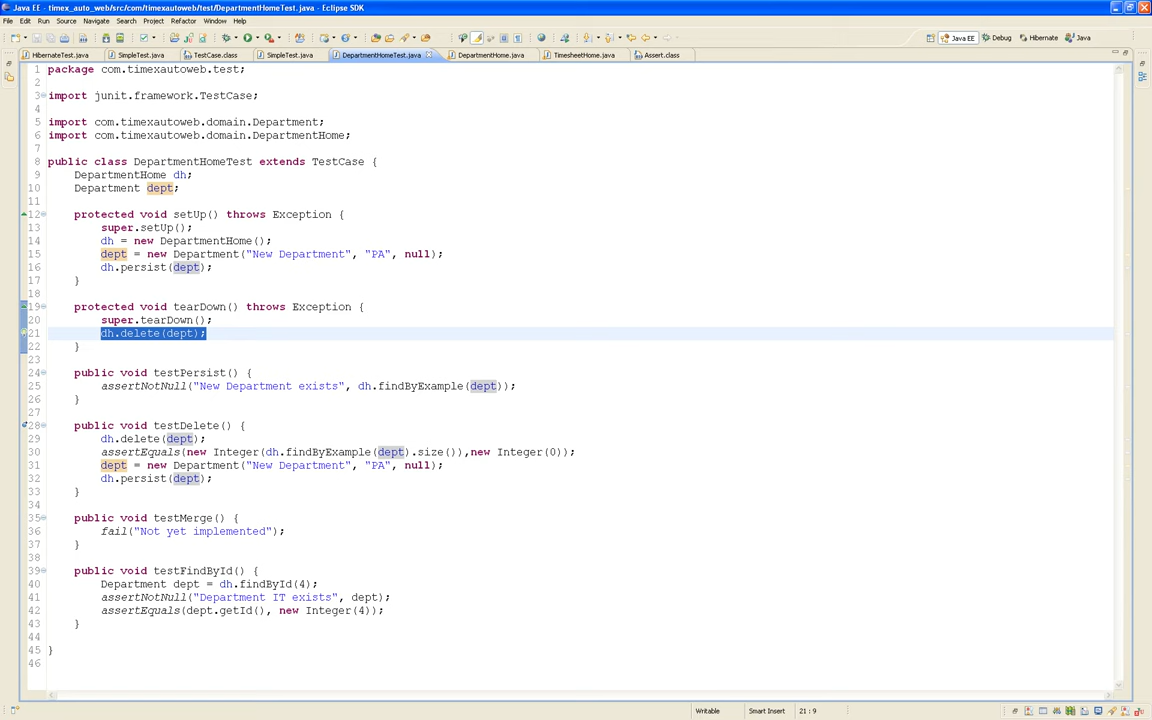 Java EE - timex_auto_web/src/com/timexautoweb/test/DepartmentHomeTest.java - Eclipse SDK
File Edit Source Navigate Search Project Refactor Window Help
Java EE Debug Hibernate Java
HibernateTest.java SimpleTest.java TestCase.class SimpleTest.java DepartmentHomeTest.java DepartmentHome.java TimesheetHome.java Assert.class
1 package com.timexautoweb.test;
2
3 import junit.framework.TestCase;
4
5 import com.timexautoweb.domain.Department;
6 import com.timexautoweb.domain.DepartmentHome;
7
8 public class DepartmentHomeTest extends TestCase {
9 DepartmentHome dh;
10 Department dept;
11
12 protected void setUp() throws Exception {
13 super.setUp();
14 dh = new DepartmentHome();
15 dept = new Department("New Department", "PA", null);
16 dh.persist(dept);
17 }
18
19 protected void tearDown() throws Exception {
20 super.tearDown();
21 dh.delete(dept);
22 }
23
24 public void testPersist() {
25 assertNotNull("New Department exists", dh.findByExample(dept));
26 }
27
28 public void testDelete() {
29 dh.delete(dept);
30 assertEquals(new Integer(dh.findByExample(dept).size()),new Integer(0));
31 dept = new Department("New Department", "PA", null);
32 dh.persist(dept);
33 }
34
35 public void testMerge() {
36 fail("Not yet implemented");
37 }
38
39 public void testFindById() {
40 Department dept = dh.findById(4);
41 assertNotNull("Department IT exists", dept);
42 assertEquals(dept.getId(), new Integer(4));
43 }
44
45 }
46
Writable Smart Insert 21 : 9